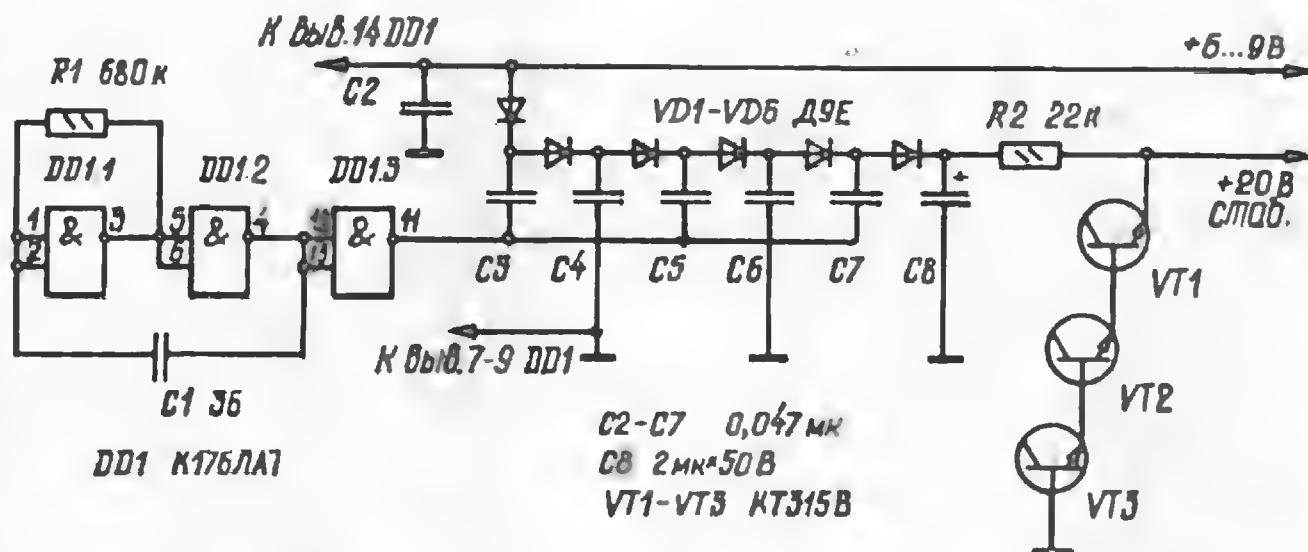 К выв.14 DD1
+6...9В
R1 680к
C2
VD1-VD6 Д9Е
R2 22к
DD1.1
DD1.2
DD1.3
+20В
стаб.
1
&
3
5
&
4
&
11
2
6
C3
C4
C5
C6
C7
C8
VT1
К выв.7-9 DD1
C1 36
VT2
C2-C7 0,047мк
DD1 К176ЛА7
C8 2мк×50В
VT1-VT3 КТ315В
VT3